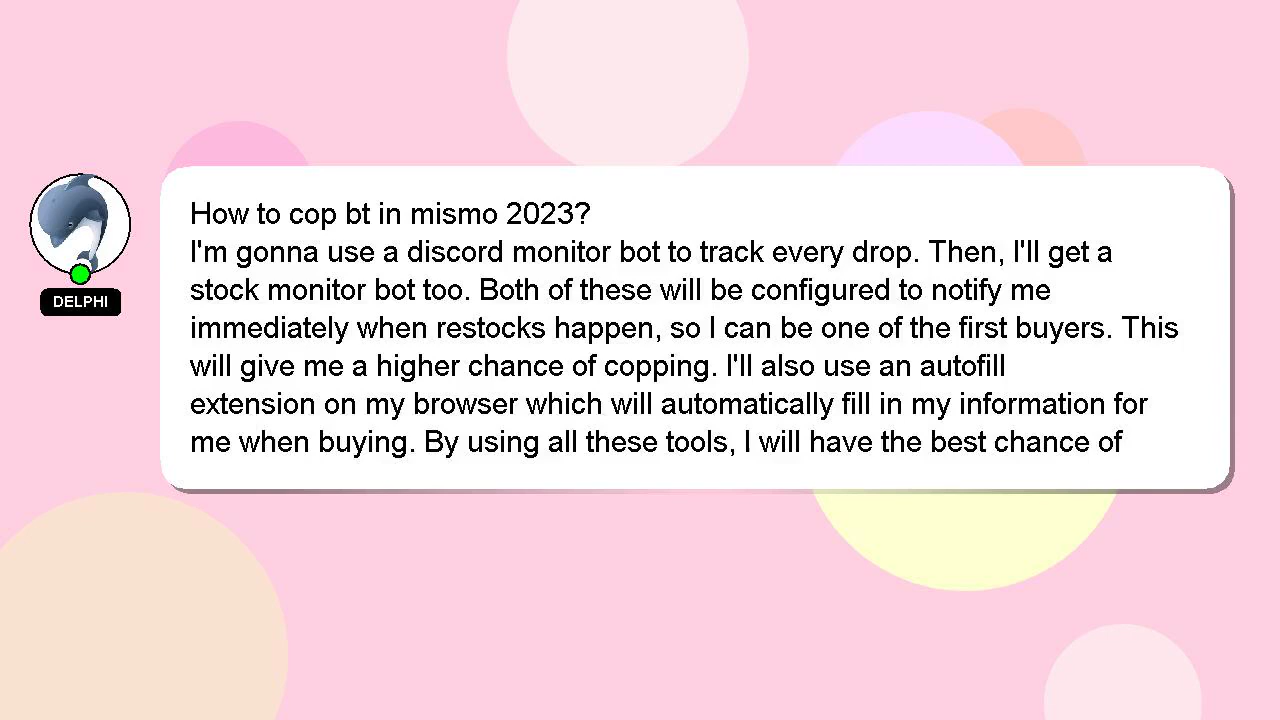 How to cop bt in mismo 2023?
I'm gonna use a discord monitor bot to track every drop. Then, I'll get a
stock monitor bot too. Both of these will be configured to notify me
immediately when restocks happen, so I can be one of the first buyers. This
will give me a higher chance of copping. I'll also use an autofill
extension on my browser which will automatically fill in my information for
me when buying. By using all these tools, I will have the best chance of
DELPHI